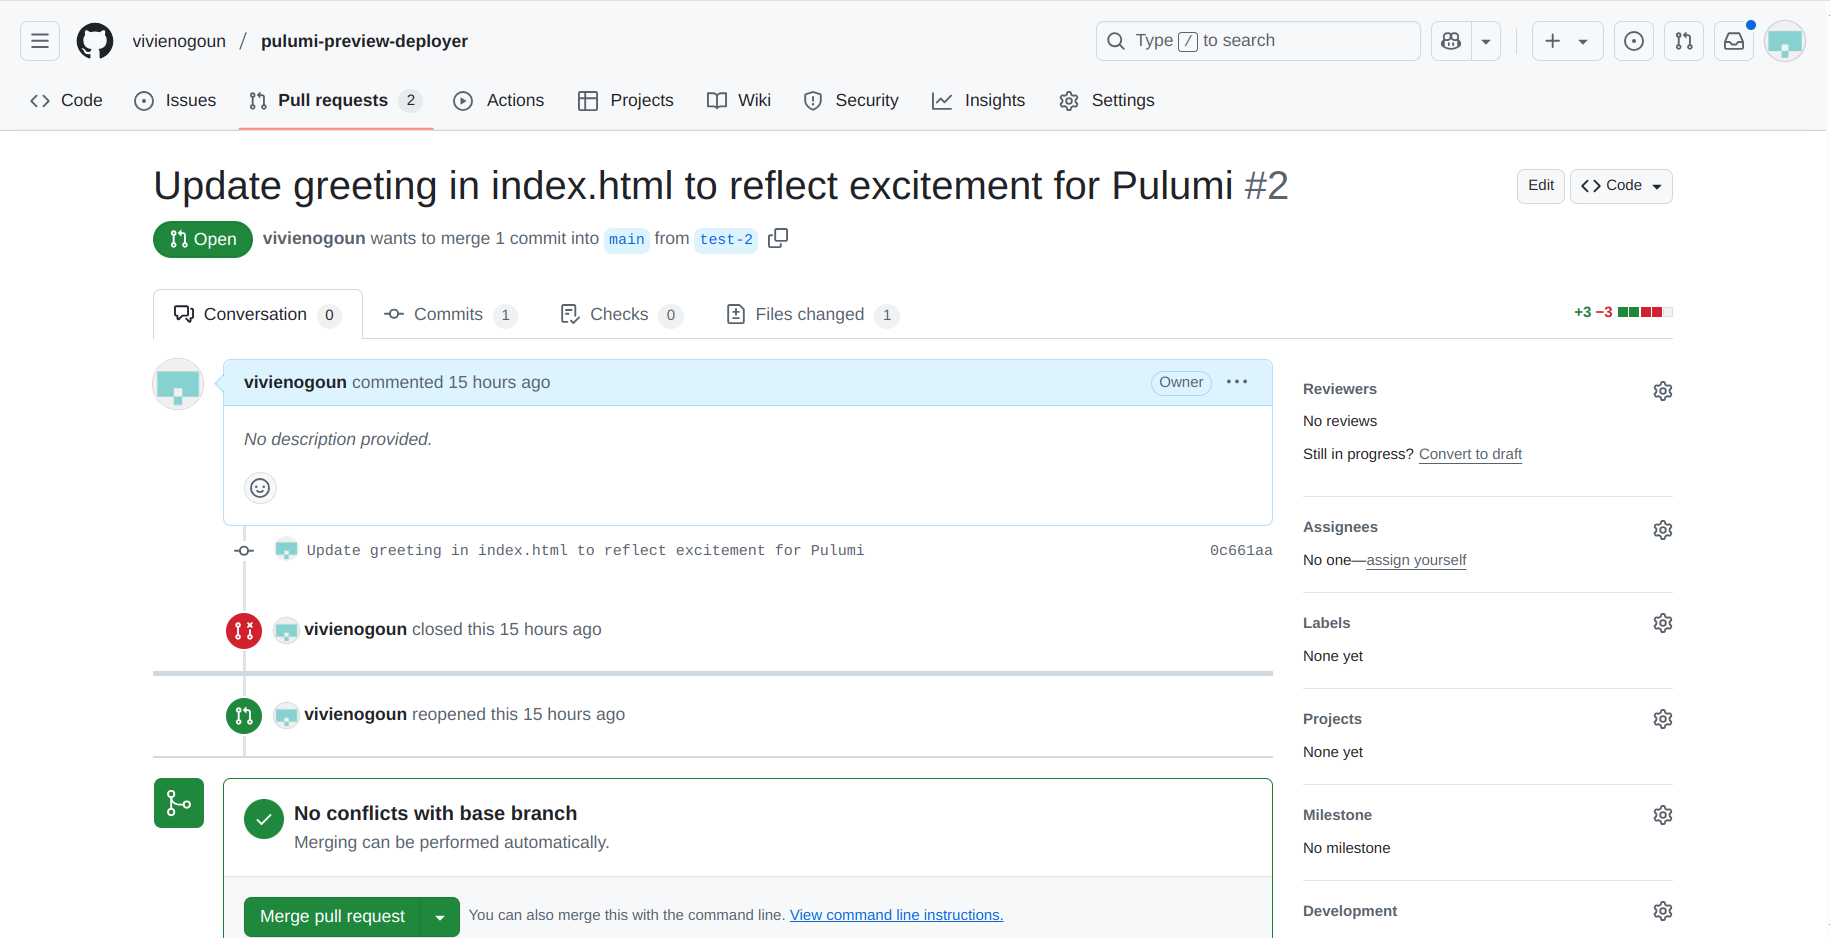 vivienogoun / pulumi-preview-deployer
Type / to search
Code
Issues
Pull requests 2
Actions
Projects
Wiki
Security
Insights
Settings
Update greeting in index.html to reflect excitement for Pulumi #2
Edit
Code
Open
vivienogoun wants to merge 1 commit into main from test-2
Conversation 0
Commits 1
Checks 0
Files changed 1
+3 −3
vivienogoun commented 15 hours ago
Owner
No description provided.
Update greeting in index.html to reflect excitement for Pulumi
0c661aa
vivienogoun closed this 15 hours ago
vivienogoun reopened this 15 hours ago
No conflicts with base branch
Merging can be performed automatically.
Merge pull request
You can also merge this with the command line. View command line instructions.
Reviewers
No reviews
Still in progress? Convert to draft
Assignees
No one—assign yourself
Labels
None yet
Projects
None yet
Milestone
No milestone
Development